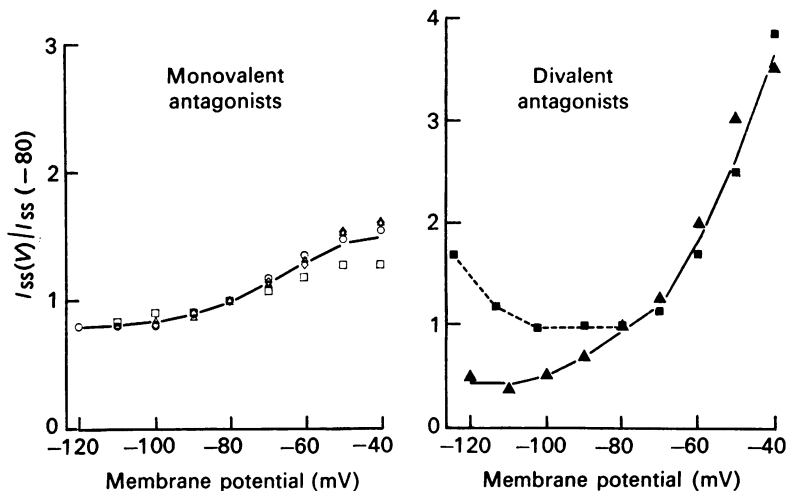 3
2
1
0
Iss(V)/Iss (−80)
Monovalent
antagonists
−120 −100 −80 −60 −40
Membrane potential (mV)
4
3
2
1
0
Divalent
antagonists
−120 −100 −80 −60 −40
Membrane potential (mV)